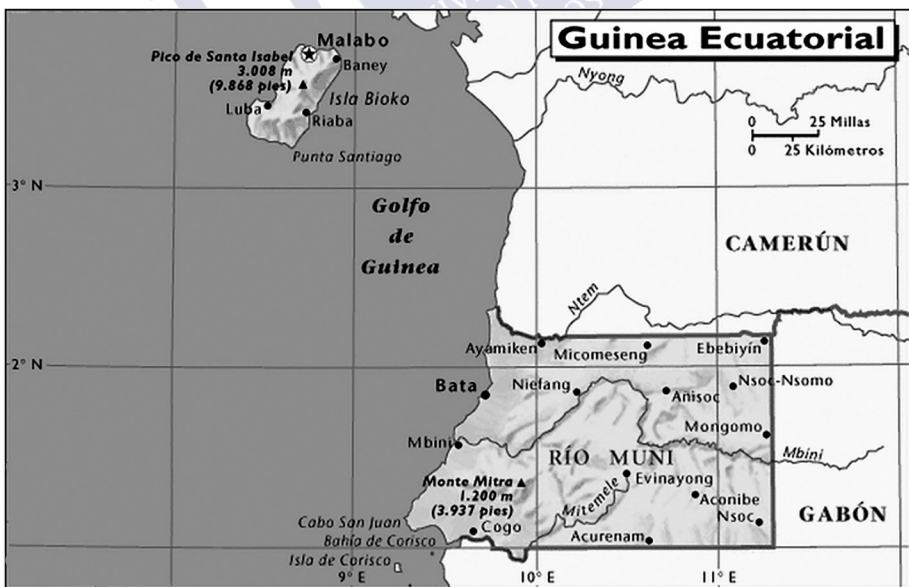 Guinea Ecuatorial
Malabo
Pico de Santa Isabel
3.008 m
(9.868 pies)
Baney
Isla Bioko
Luba
Riaba
Punta Santiago
Nyong
0 25 Millas
0 25 Kilómetros
3° N
Golfo
de
Guinea
CAMERÚN
Ntem
Ayamiken
Micomeseng
Ebebiyín
2° N
Bata
Niefang
Anisoc
Nsoc-Nsomo
Mongomo
Mbini
Mbini
RÍO MUNI
Monte Mitra
1.200 m
(3.937 pies)
Mitemele
Evinayong
Aconibe
Nsoc
GABÓN
Cabo San Juan
Cogo
Bahía de Corisco
Acurenam
Isla de Corisco
9° E
10° E
11° E